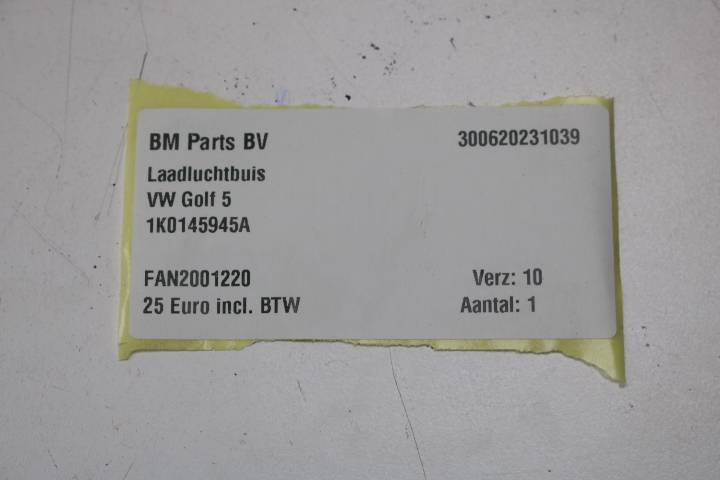 BM Parts BV 300620231039
Laadluchtbuis
VW Golf 5
1K0145945A
FAN2001220 Verz: 10
25 Euro incl. BTW Aantal: 1